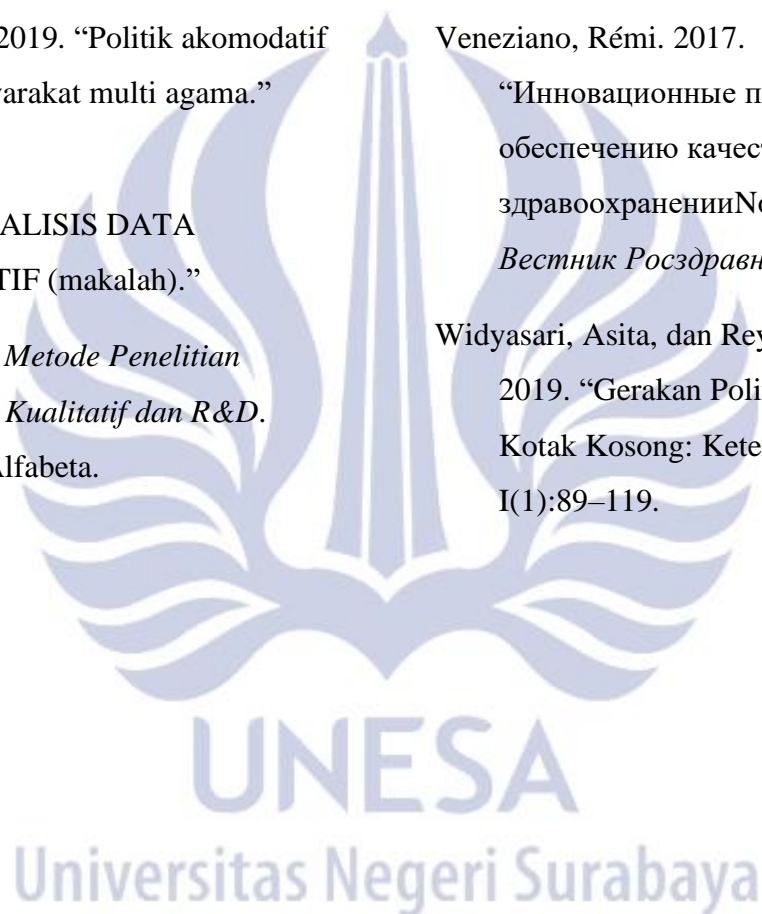 2019. “Politik akomodatif
arakat multi agama.”
ALISIS DATA
TIF (makalah).”
Metode Penelitian
Kualitatif dan R&D.
Alfabeta.
Veneziano, Rémi. 2017.
“Инновационные п
обеспечению качес
здравоохраненииNo
Вестник Росздравн
Widyasari, Asita, dan Rey
2019. “Gerakan Poli
Kotak Kosong: Kete
I(1):89–119.
UNESA
Universitas Negeri Surabaya